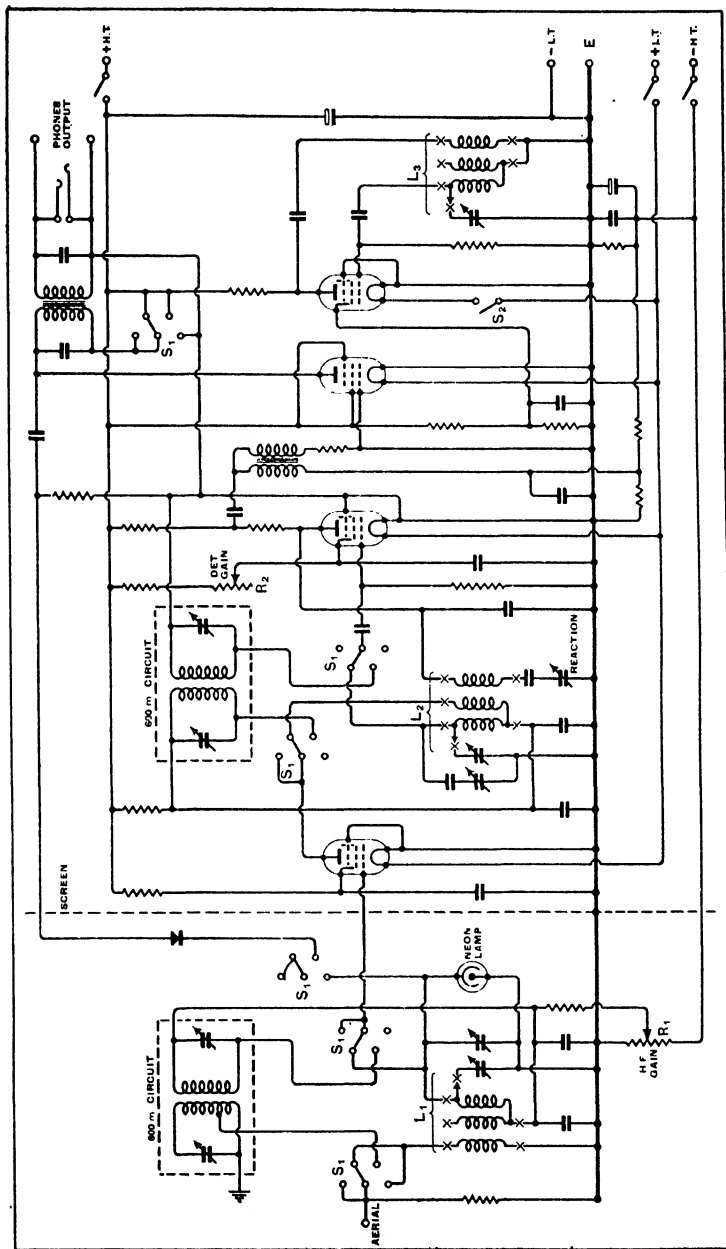 AERIAL
S₁
600 m CIRCUIT
L₁
S₁
S₁
NEON
LAMP
HF
GAIN
R₁
SCREEN
S₁
600 m CIRCUIT
L₂
S₁
REACTION
DET
GAIN
R₂
S₁
S₂
L₃
PHONES
OUTPUT
+H.T.
-L.T
E
+L.T
-H.T.